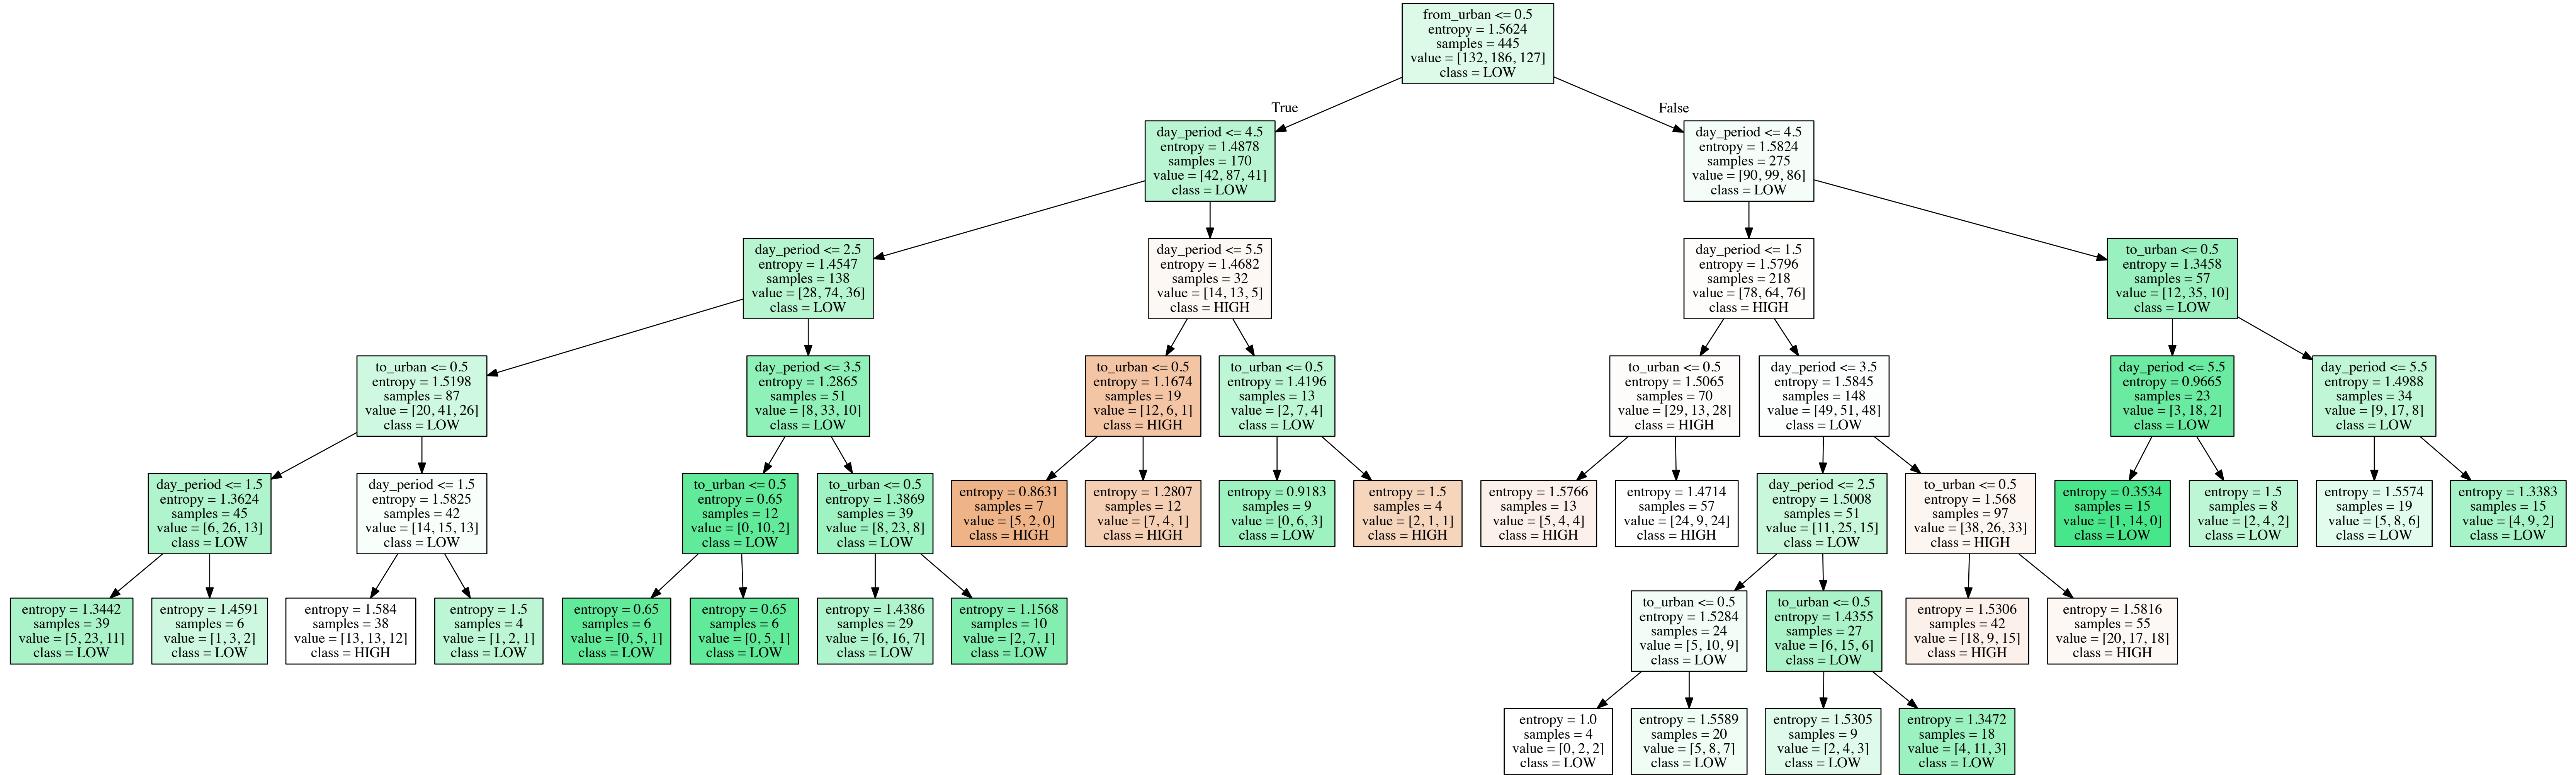 from_urban <= 0.5
entropy = 1.5624
samples = 445
value = [132, 186, 127]
class = LOW
True
False
day_period <= 4.5
entropy = 1.4878
samples = 170
value = [42, 87, 41]
class = LOW
day_period <= 4.5
entropy = 1.5824
samples = 275
value = [90, 99, 86]
class = LOW
day_period <= 2.5
entropy = 1.4547
samples = 138
value = [28, 74, 36]
class = LOW
day_period <= 5.5
entropy = 1.4682
samples = 32
value = [14, 13, 5]
class = HIGH
day_period <= 1.5
entropy = 1.5796
samples = 218
value = [78, 64, 76]
class = HIGH
to_urban <= 0.5
entropy = 1.3458
samples = 57
value = [12, 35, 10]
class = LOW
to_urban <= 0.5
entropy = 1.5198
samples = 87
value = [20, 41, 26]
class = LOW
day_period <= 3.5
entropy = 1.2865
samples = 51
value = [8, 33, 10]
class = LOW
to_urban <= 0.5
entropy = 1.1674
samples = 19
value = [12, 6, 1]
class = HIGH
to_urban <= 0.5
entropy = 1.4196
samples = 13
value = [2, 7, 4]
class = LOW
to_urban <= 0.5
entropy = 1.5065
samples = 70
value = [29, 13, 28]
class = HIGH
day_period <= 3.5
entropy = 1.5845
samples = 148
value = [49, 51, 48]
class = LOW
day_period <= 5.5
entropy = 0.9665
samples = 23
value = [3, 18, 2]
class = LOW
day_period <= 5.5
entropy = 1.4988
samples = 34
value = [9, 17, 8]
class = LOW
day_period <= 1.5
entropy = 1.3624
samples = 45
value = [6, 26, 13]
class = LOW
day_period <= 1.5
entropy = 1.5825
samples = 42
value = [14, 15, 13]
class = LOW
to_urban <= 0.5
entropy = 0.65
samples = 12
value = [0, 10, 2]
class = LOW
to_urban <= 0.5
entropy = 1.3869
samples = 39
value = [8, 23, 8]
class = LOW
entropy = 0.8631
samples = 7
value = [5, 2, 0]
class = HIGH
entropy = 1.2807
samples = 12
value = [7, 4, 1]
class = HIGH
entropy = 0.9183
samples = 9
value = [0, 6, 3]
class = LOW
entropy = 1.5
samples = 4
value = [2, 1, 1]
class = HIGH
entropy = 1.5766
samples = 13
value = [5, 4, 4]
class = HIGH
entropy = 1.4714
samples = 57
value = [24, 9, 24]
class = HIGH
day_period <= 2.5
entropy = 1.5008
samples = 51
value = [11, 25, 15]
class = LOW
to_urban <= 0.5
entropy = 1.568
samples = 97
value = [38, 26, 33]
class = HIGH
entropy = 0.3534
samples = 15
value = [1, 14, 0]
class = LOW
entropy = 1.5
samples = 8
value = [2, 4, 2]
class = LOW
entropy = 1.5574
samples = 19
value = [5, 8, 6]
class = LOW
entropy = 1.3383
samples = 15
value = [4, 9, 2]
class = LOW
entropy = 1.3442
samples = 39
value = [5, 23, 11]
class = LOW
entropy = 1.4591
samples = 6
value = [1, 3, 2]
class = LOW
entropy = 1.584
samples = 38
value = [13, 13, 12]
class = HIGH
entropy = 1.5
samples = 4
value = [1, 2, 1]
class = LOW
entropy = 0.65
samples = 6
value = [0, 5, 1]
class = LOW
entropy = 0.65
samples = 6
value = [0, 5, 1]
class = LOW
entropy = 1.4386
samples = 29
value = [6, 16, 7]
class = LOW
entropy = 1.1568
samples = 10
value = [2, 7, 1]
class = LOW
to_urban <= 0.5
entropy = 1.5284
samples = 24
value = [5, 10, 9]
class = LOW
to_urban <= 0.5
entropy = 1.4355
samples = 27
value = [6, 15, 6]
class = LOW
entropy = 1.5306
samples = 42
value = [18, 9, 15]
class = HIGH
entropy = 1.5816
samples = 55
value = [20, 17, 18]
class = HIGH
entropy = 1.0
samples = 4
value = [0, 2, 2]
class = LOW
entropy = 1.5589
samples = 20
value = [5, 8, 7]
class = LOW
entropy = 1.5305
samples = 9
value = [2, 4, 3]
class = LOW
entropy = 1.3472
samples = 18
value = [4, 11, 3]
class = LOW